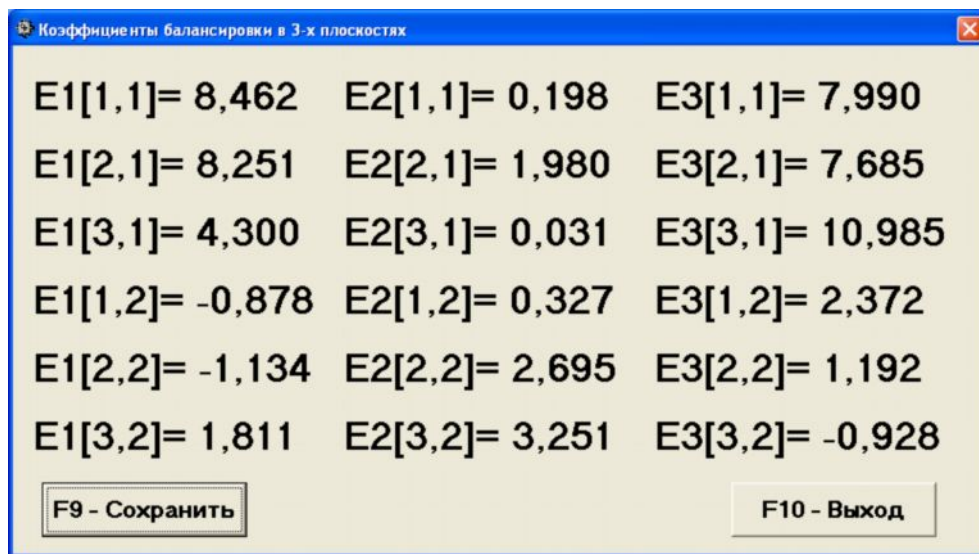 Коэффициенты балансировки в 3-х плоскостях
E1[1,1]= 8,462 E2[1,1]= 0,198 E3[1,1]= 7,990
E1[2,1]= 8,251 E2[2,1]= 1,980 E3[2,1]= 7,685
E1[3,1]= 4,300 E2[3,1]= 0,031 E3[3,1]= 10,985
E1[1,2]= -0,878 E2[1,2]= 0,327 E3[1,2]= 2,372
E1[2,2]= -1,134 E2[2,2]= 2,695 E3[2,2]= 1,192
E1[3,2]= 1,811 E2[3,2]= 3,251 E3[3,2]= -0,928
F9 - Сохранить F10 - Выход